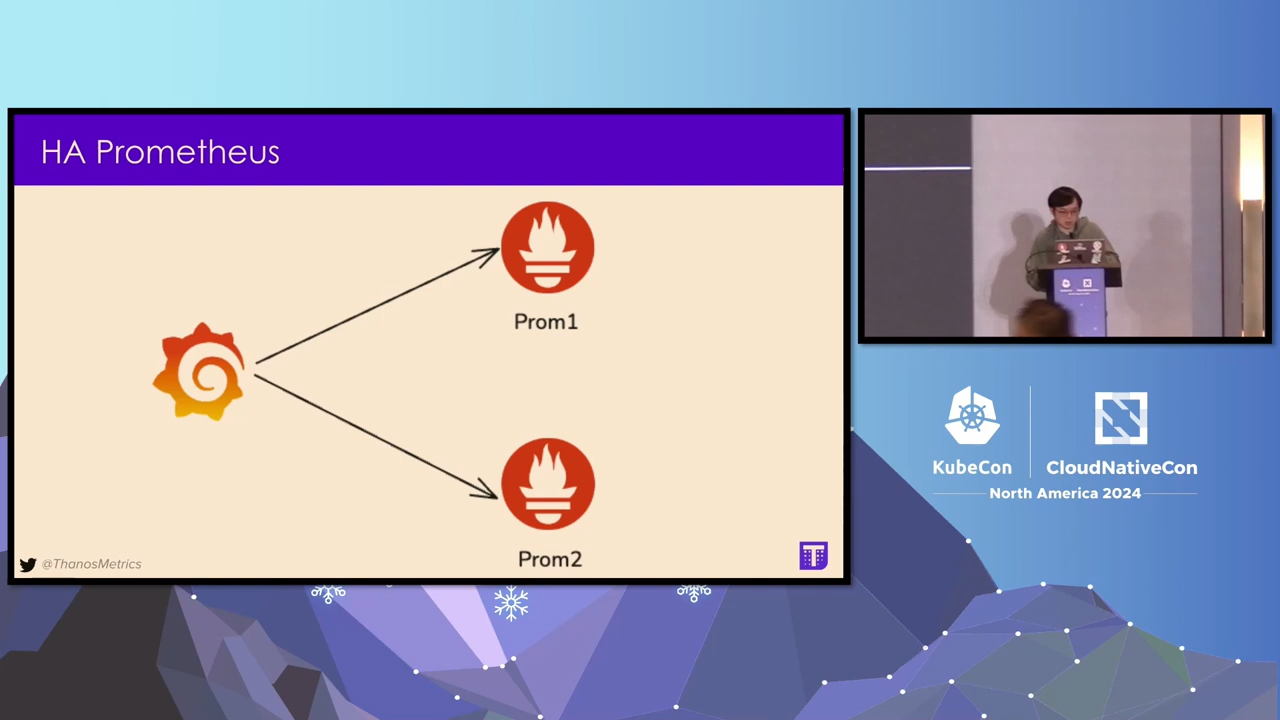 HA Prometheus
Prom1
Prom2
@ThanosMetrics
T
KubeCon
CloudNativeCon
North America 2024